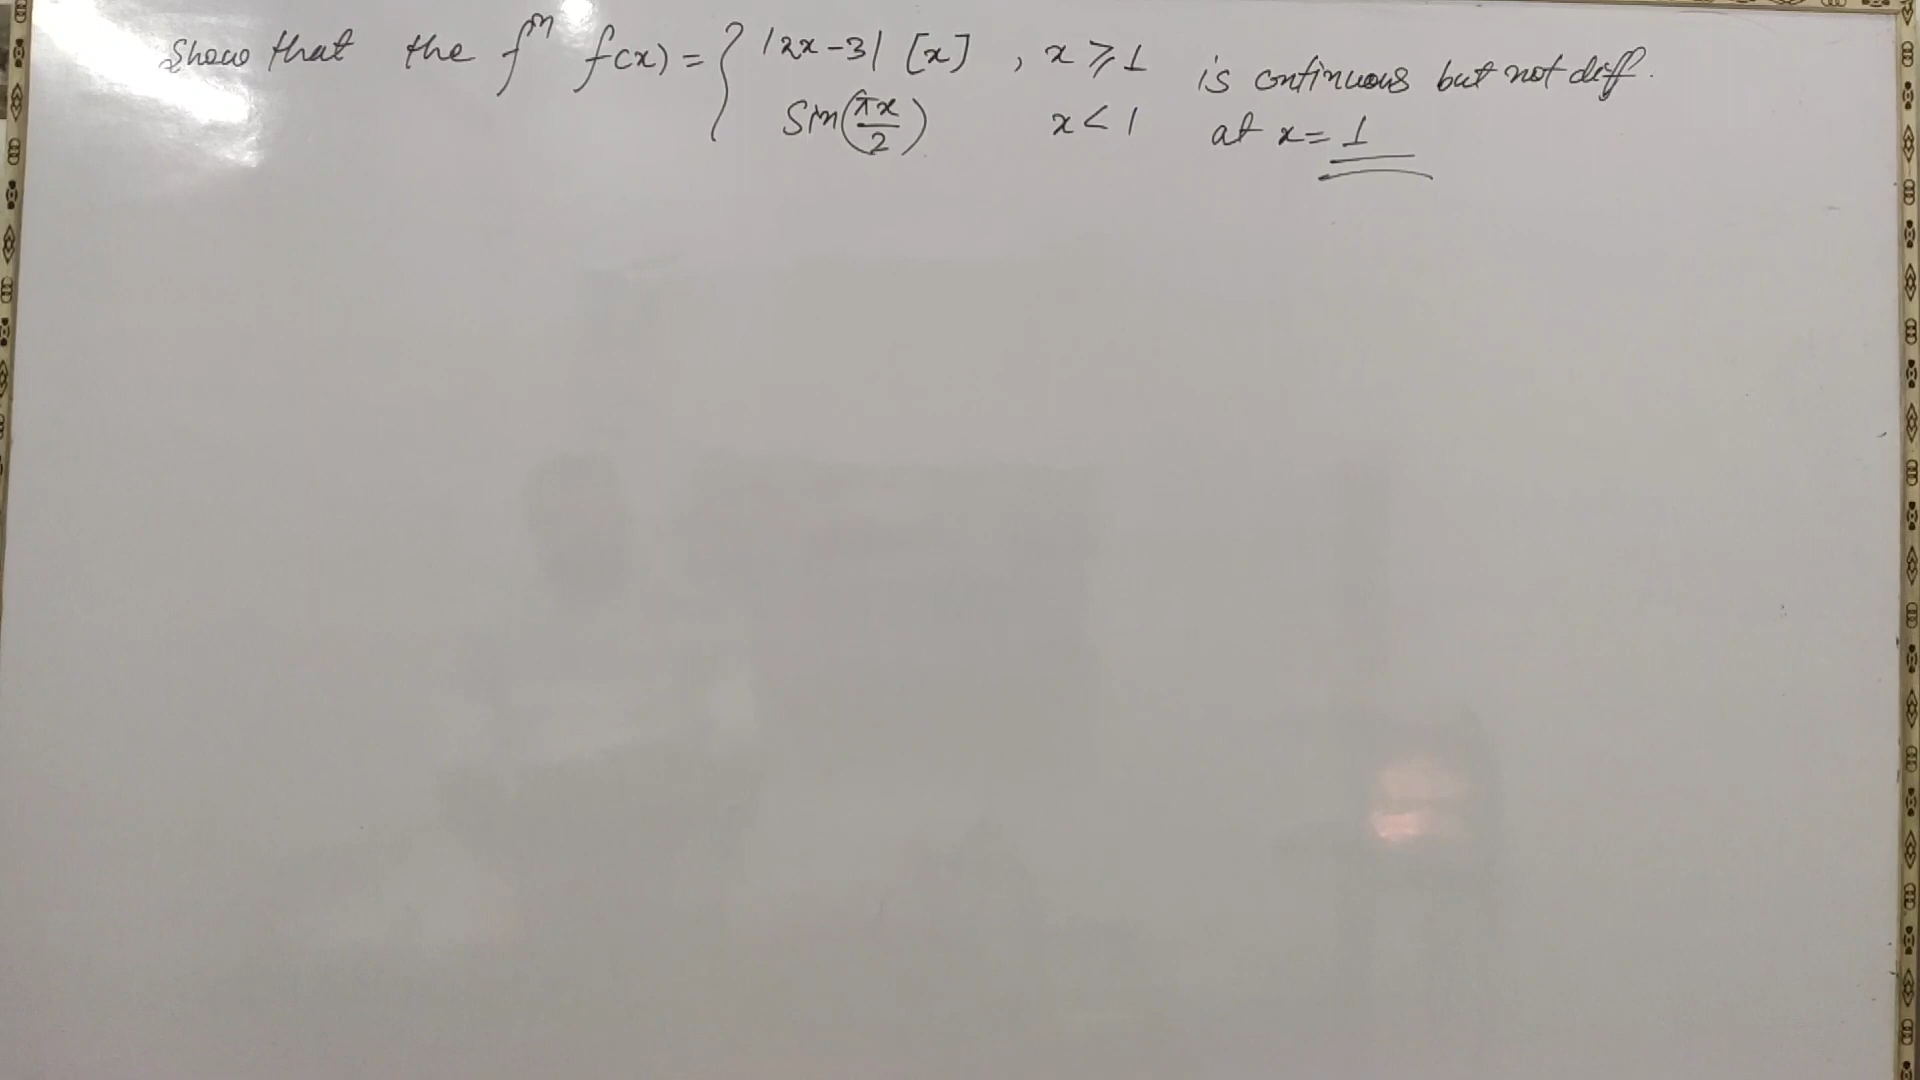 Show that the fⁿ f(x) = { |2x-3| [x] , x ⩾ 1 is continuous but not diff.
Sin(πx/2) x < 1 at x = 1